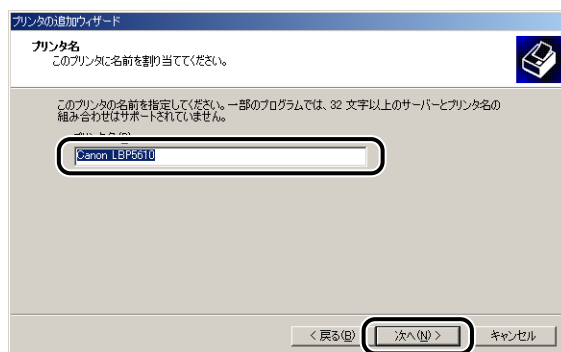 プリンタの追加ウィザード
プリンタ名
このプリンタに名前を割り当ててください。
このプリンタの名前を指定してください。一部のプログラムでは、32 文字以上のサーバーとプリンタ名の
組み合わせはサポートされていません。
プリンタ名(P)
Canon LBP5610
< 戻る(B)
次へ(N) >
キャンセル